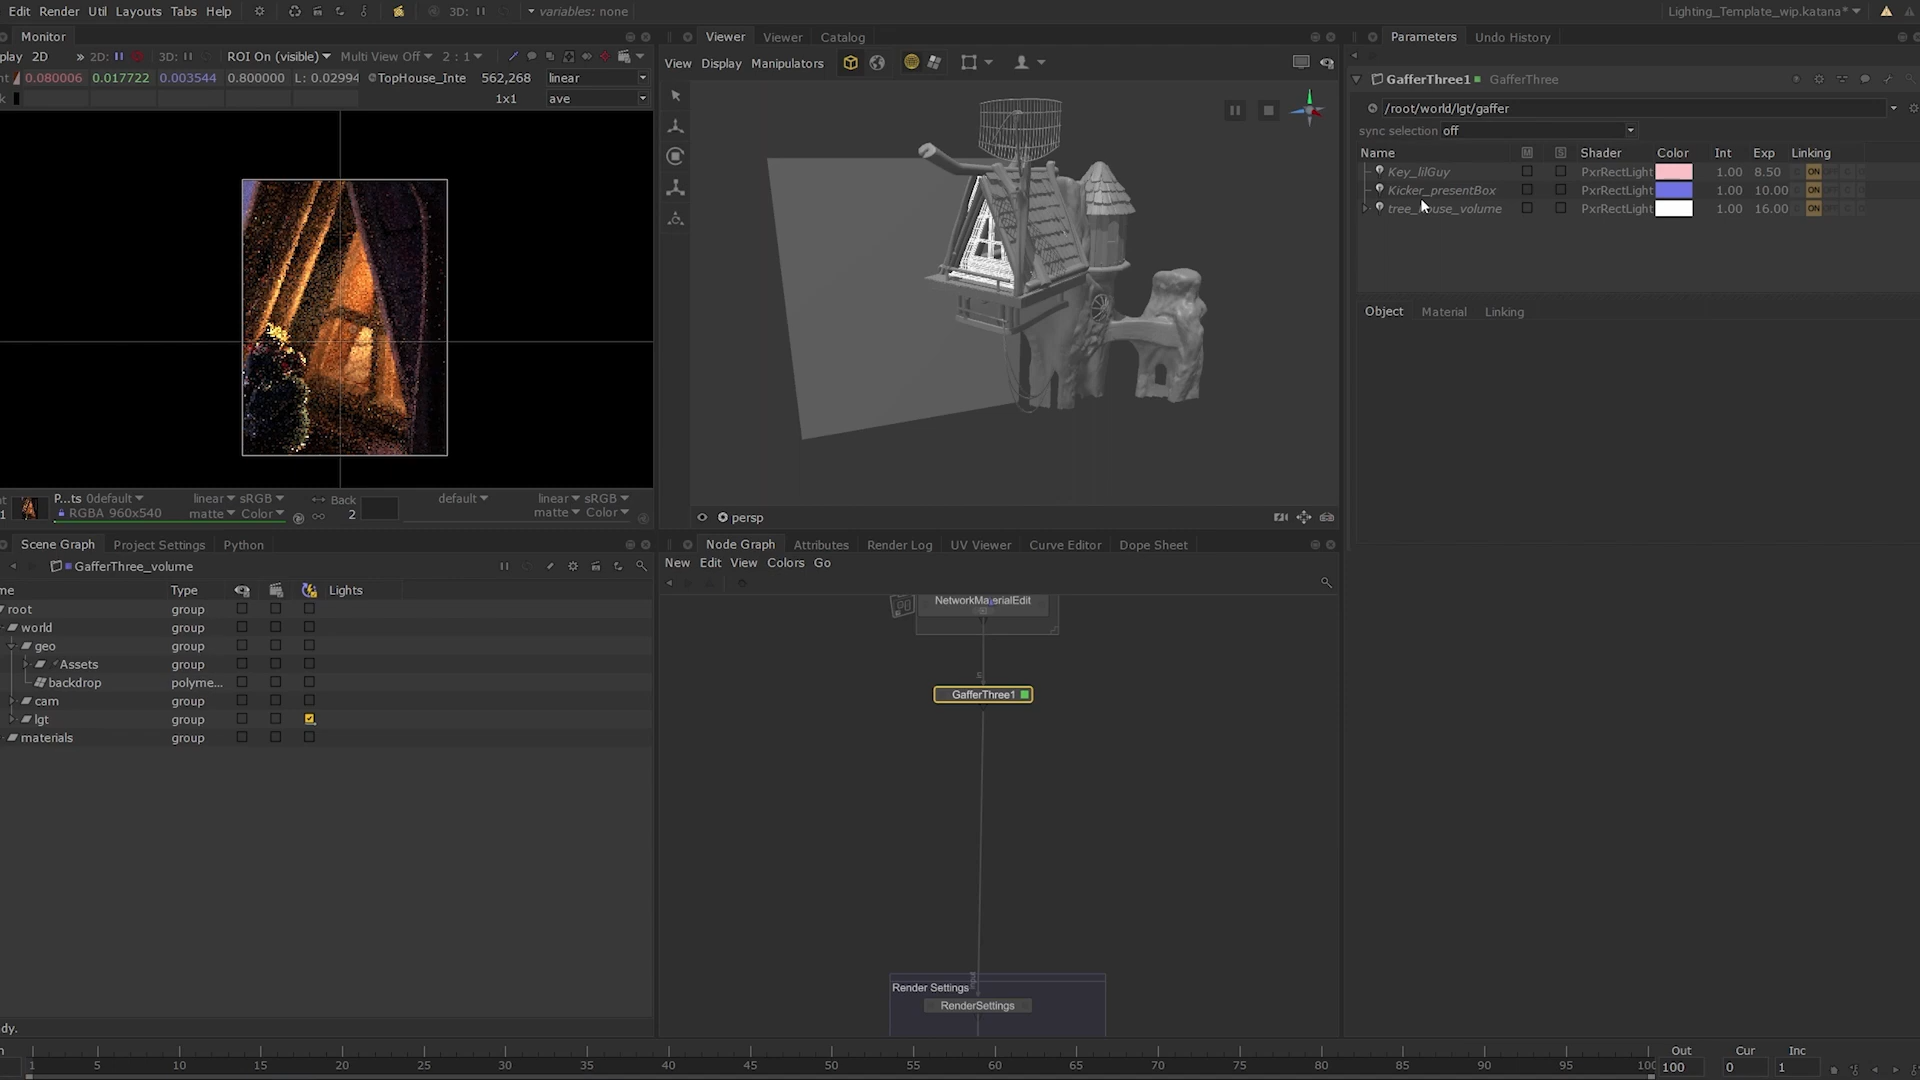 Edit Render Util Layouts Tabs Help 3D: variables: none Lighting_Template_wip.katana*
Monitor
play 2D 2D: 3D: ROI On (visible) Multi View Off 2 : 1
nt 0.080006 0.017722 0.003544 0.800000 L: 0.02994 TopHouse_Inte 562,268 linear
k 1x1 ave
P...ts 0default linear sRGB Back default linear sRGB
1 RGBA 960x540 matte Color 2 matte Color
Viewer Viewer Catalog
View Display Manipulators
persp
Parameters Undo History
GafferThree1 GafferThree
/root/world/lgt/gaffer
sync selection off
Name M S Shader Color Int Exp Linking
Key_lilGuy PxrRectLight 1.00 8.50 ON
Kicker_presentBox PxrRectLight 1.00 10.00 ON
PxrRectLight 1.00 16.00 ON
Object Material Linking
Scene Graph Project Settings Python
GafferThree_volume
me Type Lights
root group
world group
geo group
Assets group
backdrop polyme...
cam group
lgt group
materials group
dy.
Node Graph Attributes Render Log UV Viewer Curve Editor Dope Sheet
New Edit View Colors Go
NetworkMaterialEdit
GafferThree1
input
Render Settings
RenderSettings
n Out Cur Inc
1 5 10 15 20 25 30 35 40 45 50 55 60 65 70 75 80 85 90 95 100 100 0 1